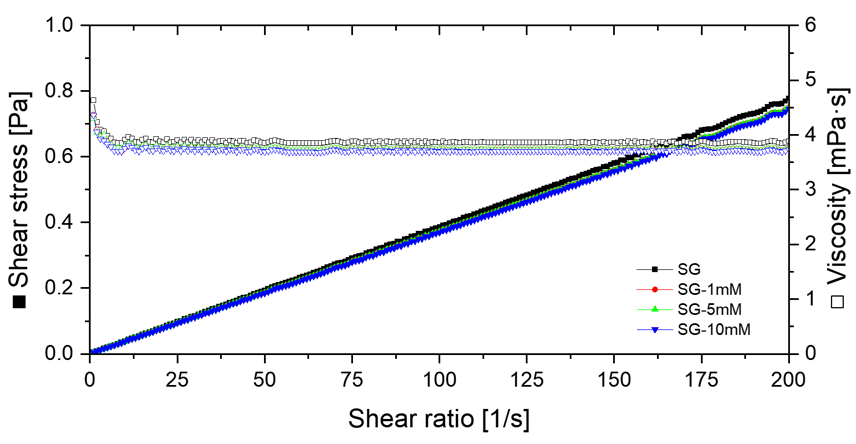 ■ Shear stress [Pa]
1.0
0.8
0.6
0.4
0.2
0.0
0 25 50 75 100 125 150 175 200
Shear ratio [1/s]
6
5
4
3
2
1
0
□ Viscosity [mPa·s]
SG
SG-1mM
SG-5mM
SG-10mM